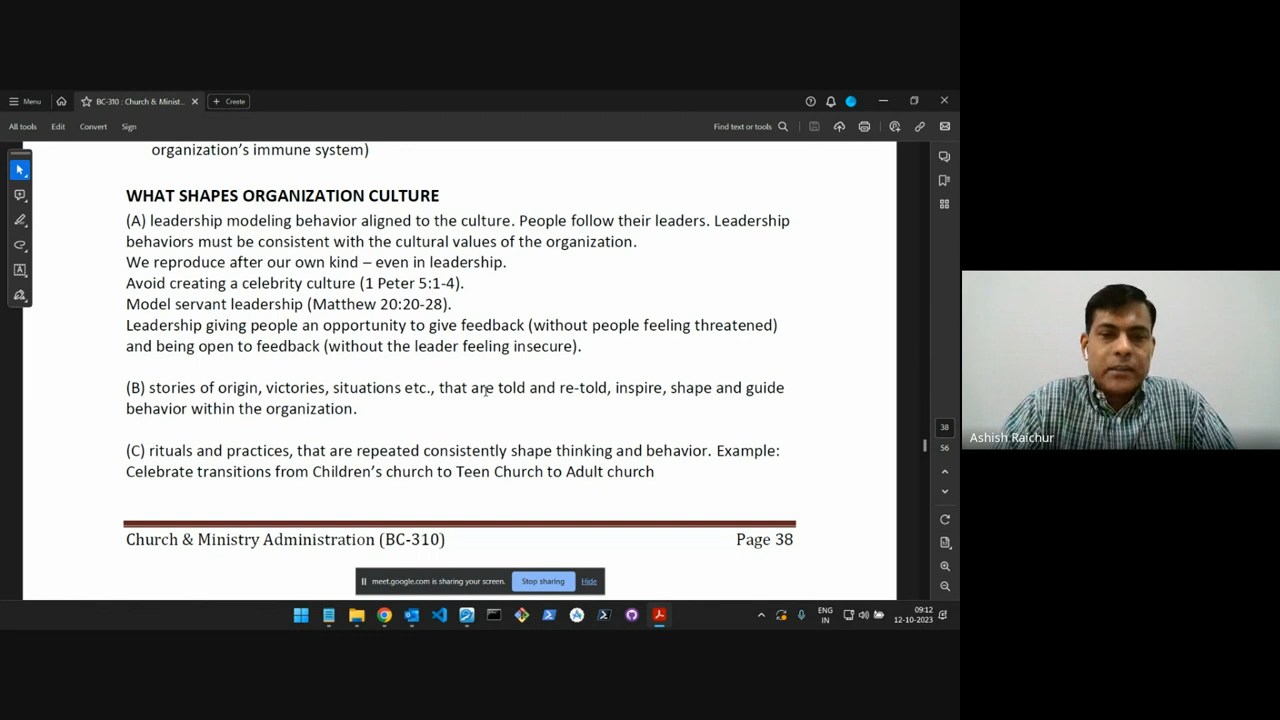 Menu
BC-310 : Church & Minist...
Create
All tools
Edit
Convert
Sign
Find text or tools
organization's immune system)
WHAT SHAPES ORGANIZATION CULTURE
(A) leadership modeling behavior aligned to the culture. People follow their leaders. Leadership
behaviors must be consistent with the cultural values of the organization.
We reproduce after our own kind – even in leadership.
Avoid creating a celebrity culture (1 Peter 5:1-4).
Model servant leadership (Matthew 20:20-28).
Leadership giving people an opportunity to give feedback (without people feeling threatened)
and being open to feedback (without the leader feeling insecure).
(B) stories of origin, victories, situations etc., that are told and re-told, inspire, shape and guide
behavior within the organization.
(C) rituals and practices, that are repeated consistently shape thinking and behavior. Example:
Celebrate transitions from Children's church to Teen Church to Adult church
Church & Ministry Administration (BC-310)
Page 38
38
56
Ashish Raichur
meet.google.com is sharing your screen.
Stop sharing
Hide
ENG
IN
09:12
12-10-2023